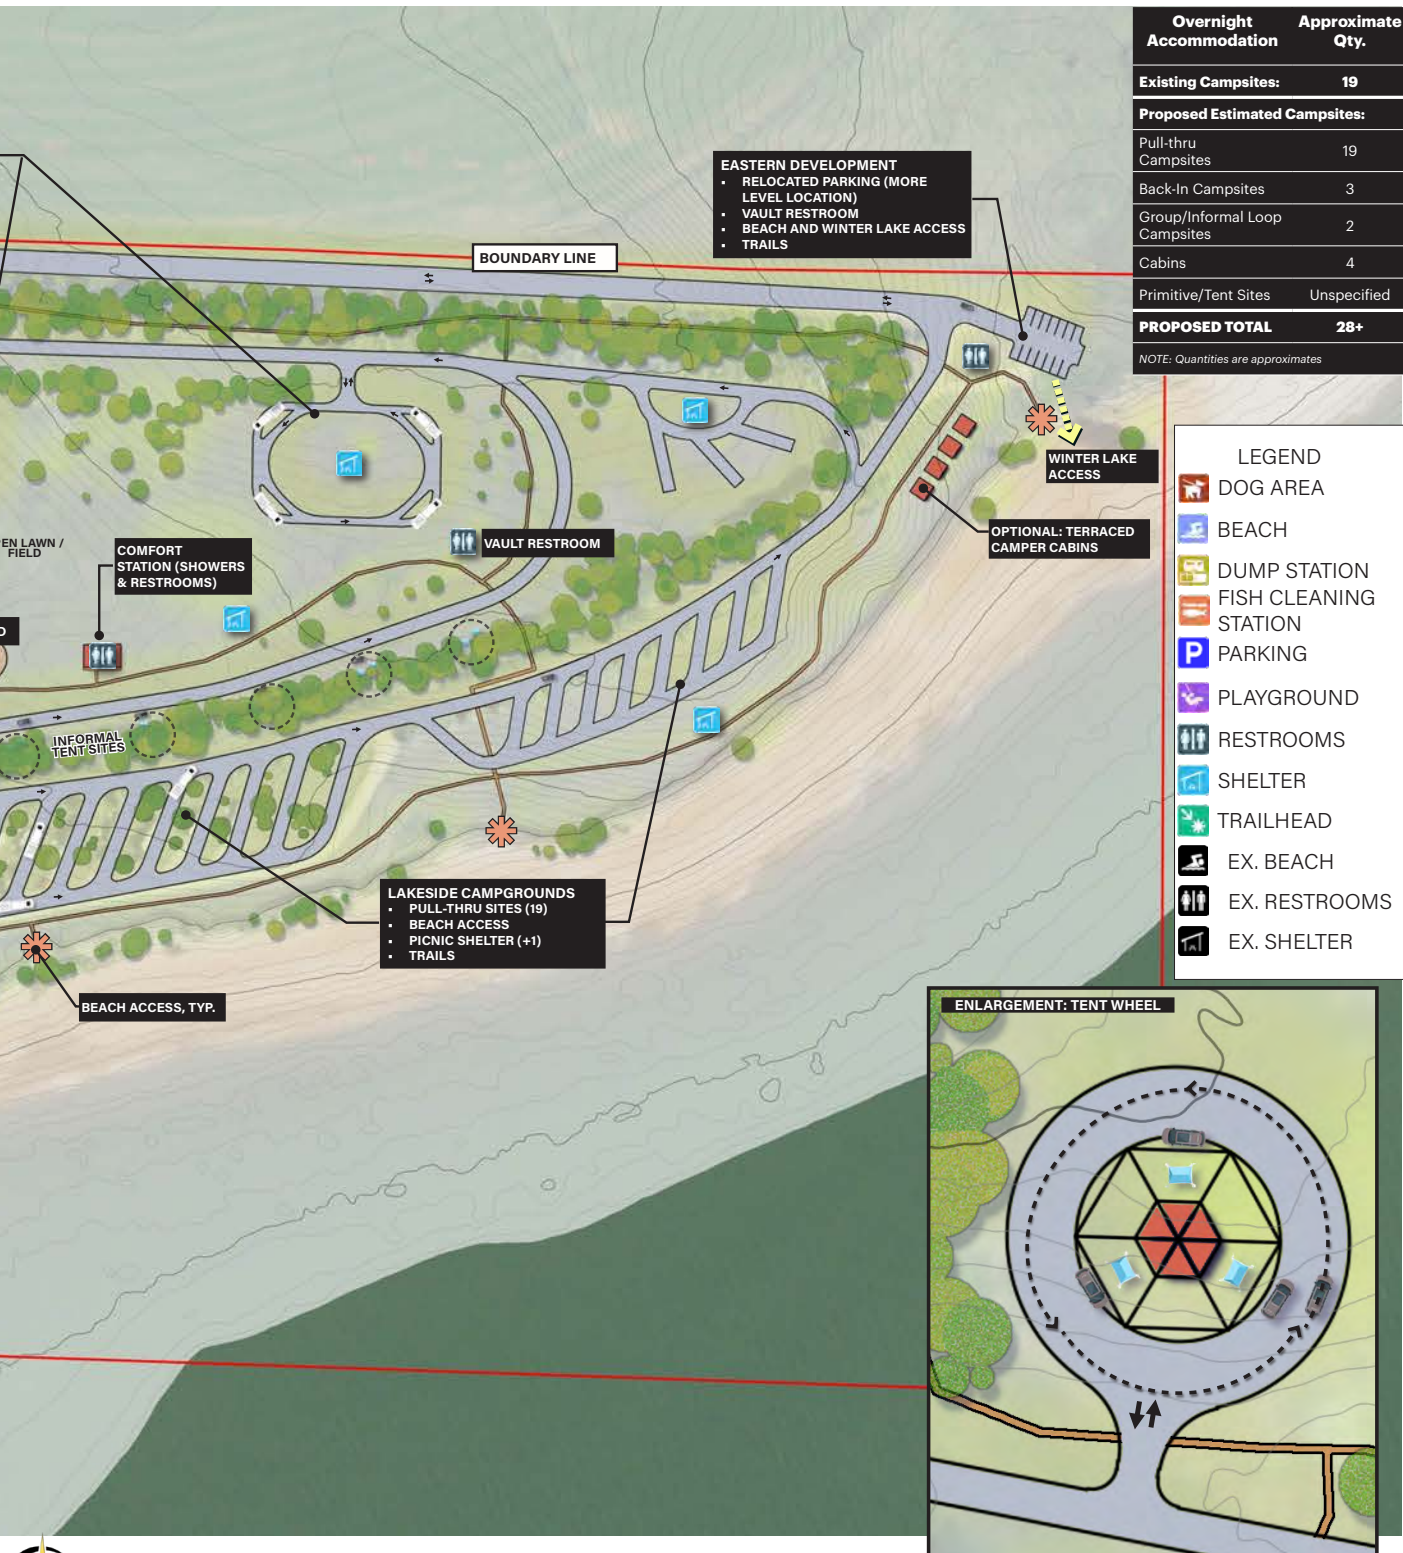 Overnight Accommodation Approximate Qty.
Existing Campsites: 19
Proposed Estimated Campsites:
Pull-thru Campsites 19
Back-In Campsites 3
Group/Informal Loop Campsites 2
Cabins 4
Primitive/Tent Sites Unspecified
PROPOSED TOTAL 28+
NOTE: Quantities are approximates
EASTERN DEVELOPMENT
▪ RELOCATED PARKING (MORE
LEVEL LOCATION)
▪ VAULT RESTROOM
▪ BEACH AND WINTER LAKE ACCESS
▪ TRAILS
BOUNDARY LINE
WINTER LAKE
ACCESS
OPTIONAL: TERRACED
CAMPER CABINS
VAULT RESTROOM
LAWN /
FIELD
COMFORT
STATION (SHOWERS
& RESTROOMS)
INFORMAL
TENT SITES
LAKESIDE CAMPGROUNDS
▪ PULL-THRU SITES (19)
▪ BEACH ACCESS
▪ PICNIC SHELTER (+1)
▪ TRAILS
BEACH ACCESS, TYP.
LEGEND
DOG AREA
BEACH
DUMP STATION
FISH CLEANING
STATION
P PARKING
PLAYGROUND
RESTROOMS
SHELTER
TRAILHEAD
EX. BEACH
EX. RESTROOMS
EX. SHELTER
ENLARGEMENT: TENT WHEEL